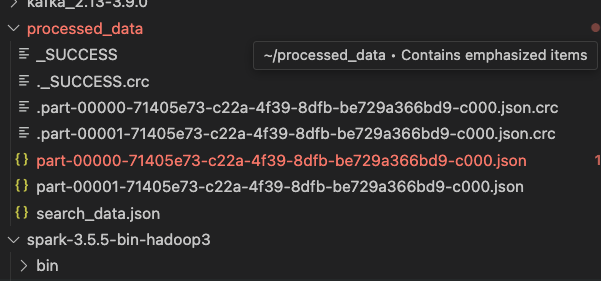 kafka_2.13-3.9.0
processed_data
_SUCCESS
~/processed_data • Contains emphasized items
._SUCCESS.crc
.part-00000-71405e73-c22a-4f39-8dfb-be729a366bd9-c000.json.crc
.part-00001-71405e73-c22a-4f39-8dfb-be729a366bd9-c000.json.crc
{} part-00000-71405e73-c22a-4f39-8dfb-be729a366bd9-c000.json 1
{} part-00001-71405e73-c22a-4f39-8dfb-be729a366bd9-c000.json
{} search_data.json
spark-3.5.5-bin-hadoop3
bin